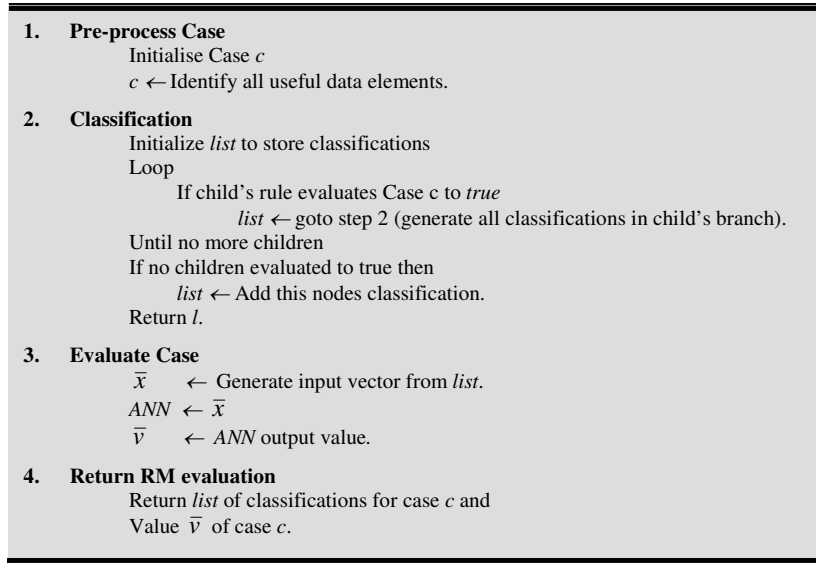 1. Pre-process Case
Initialise Case c
c ← Identify all useful data elements.
2. Classification
Initialize list to store classifications
Loop
If child's rule evaluates Case c to true
list ← goto step 2 (generate all classifications in child's branch).
Until no more children
If no children evaluated to true then
list ← Add this nodes classification.
Return l.
3. Evaluate Case
x̅ ← Generate input vector from list.
ANN ← x̅
v̅ ← ANN output value.
4. Return RM evaluation
Return list of classifications for case c and
Value v̅ of case c.